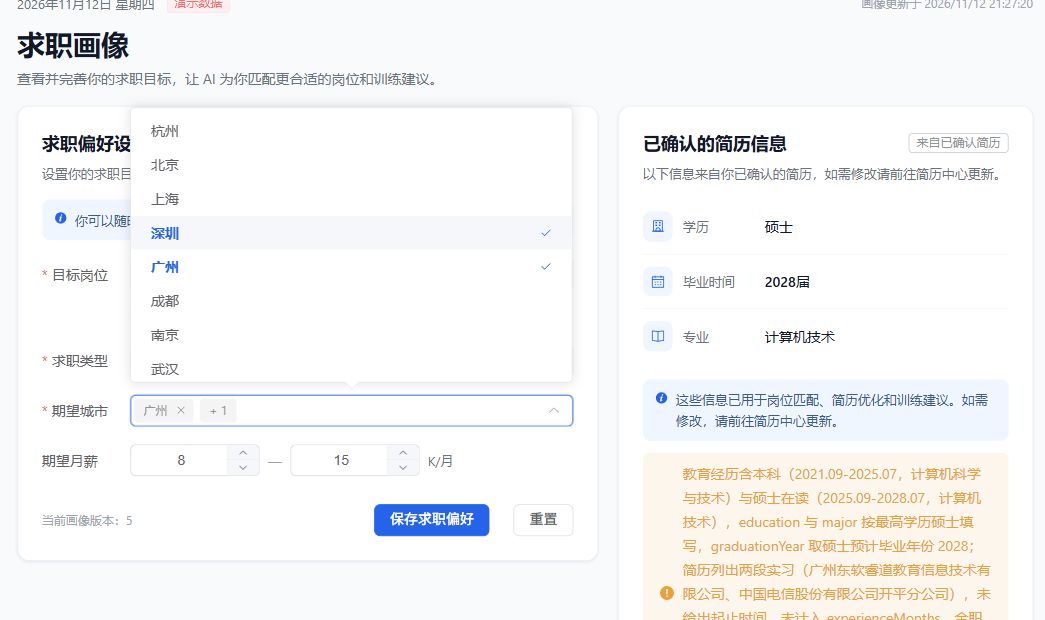 2026年11月12日 星期四
演示数据
画像更新于 2026/11/12 21:27:20
求职画像
查看并完善你的求职目标，让 AI 为你匹配更合适的岗位和训练建议。
求职偏好设
设置你的求职目
你可以随时
* 目标岗位
* 求职类型
杭州
北京
上海
深圳
广州
成都
南京
武汉
* 期望城市
广州
+ 1
期望月薪
8
—
15
K/月
当前画像版本：5
保存求职偏好
重置
已确认的简历信息
来自已确认简历
以下信息来自你已确认的简历，如需修改请前往简历中心更新。
学历 硕士
毕业时间 2028届
专业 计算机技术
这些信息已用于岗位匹配、简历优化和训练建议。如需
修改，请前往简历中心更新。
教育经历含本科（2021.09-2025.07，计算机科学
与技术）与硕士在读（2025.09-2028.07，计算机
技术），education 与 major 按最高学历硕士填
写，graduationYear 取硕士预计毕业年份 2028；
简历列出两段实习（广州东软睿道教育信息技术有
限公司、中国电信股份有限公司开平分公司），未
给出起止时间，未计入 experienceMonths，全职